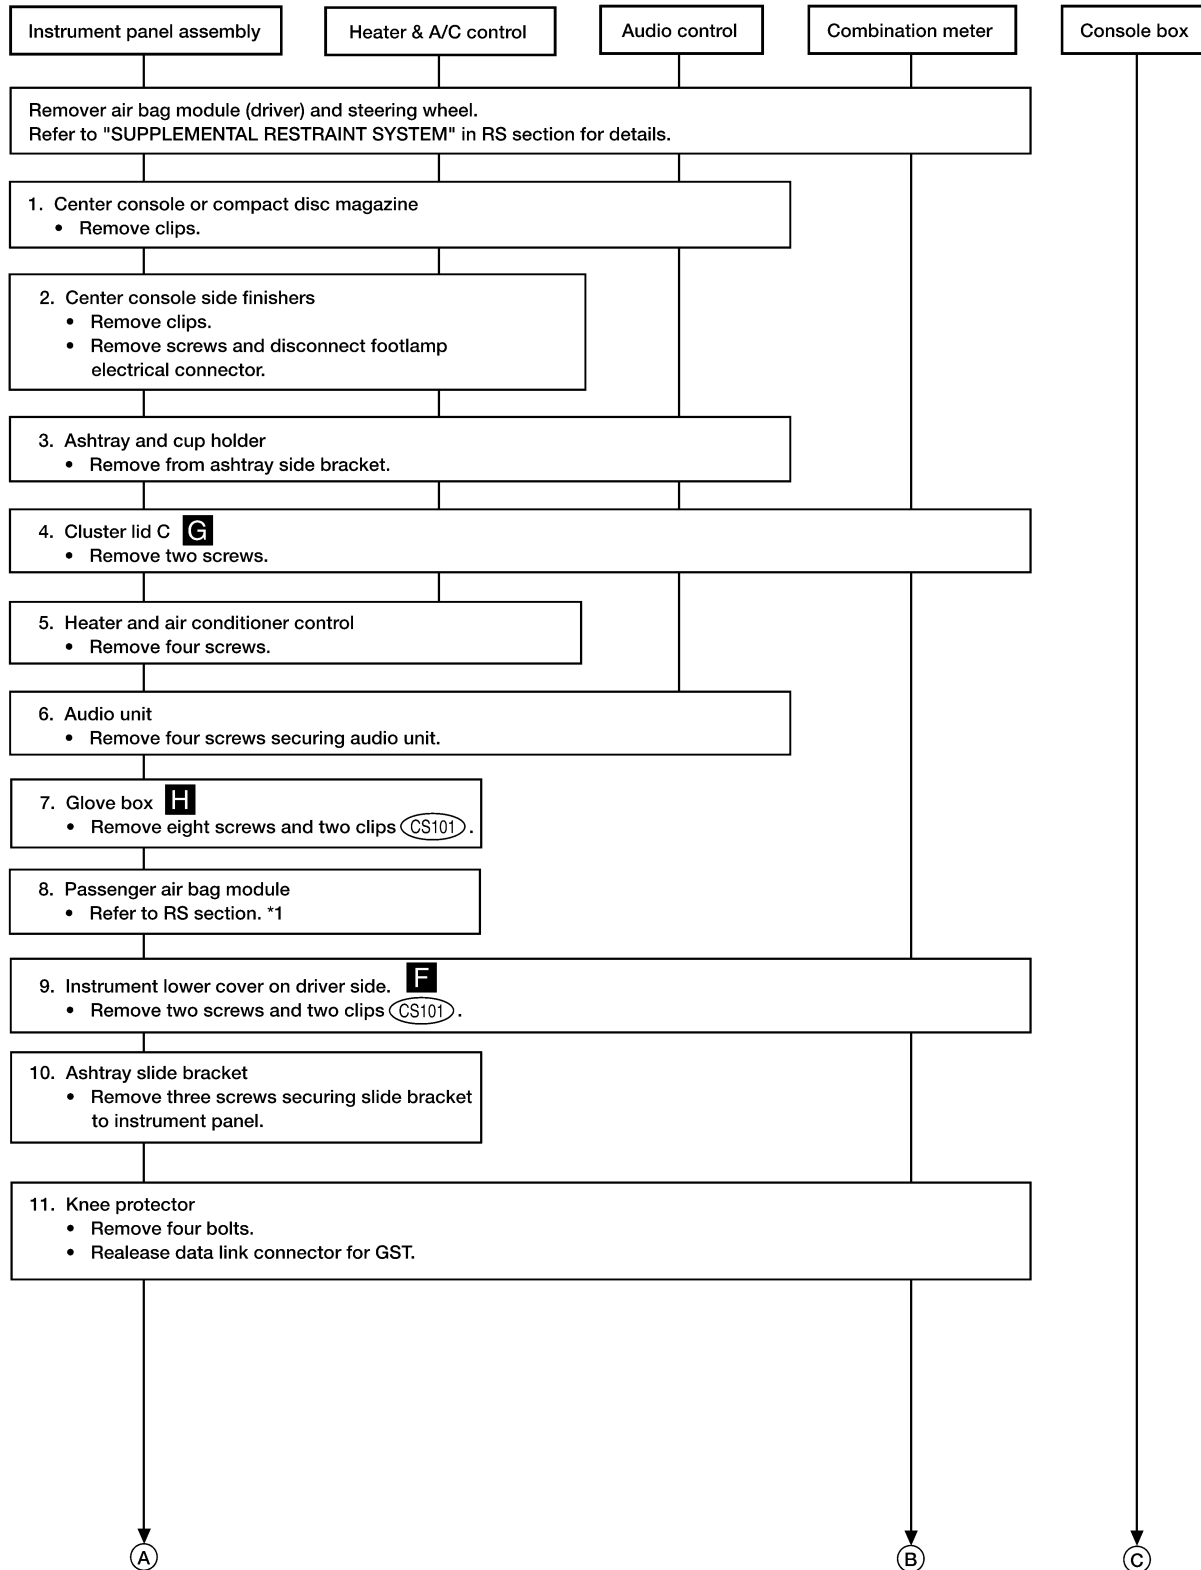 Instrument panel assembly
Heater & A/C control
Audio control
Combination meter
Console box
Remover air bag module (driver) and steering wheel.
Refer to "SUPPLEMENTAL RESTRAINT SYSTEM" in RS section for details.
1. Center console or compact disc magazine
• Remove clips.
2. Center console side finishers
• Remove clips.
• Remove screws and disconnect footlamp
electrical connector.
3. Ashtray and cup holder
• Remove from ashtray side bracket.
4. Cluster lid C G
• Remove two screws.
5. Heater and air conditioner control
• Remove four screws.
6. Audio unit
• Remove four screws securing audio unit.
7. Glove box H
• Remove eight screws and two clips CS101 .
8. Passenger air bag module
• Refer to RS section. *1
9. Instrument lower cover on driver side. F
• Remove two screws and two clips CS101 .
10. Ashtray slide bracket
• Remove three screws securing slide bracket
to instrument panel.
11. Knee protector
• Remove four bolts.
• Realease data link connector for GST.
A
B
C